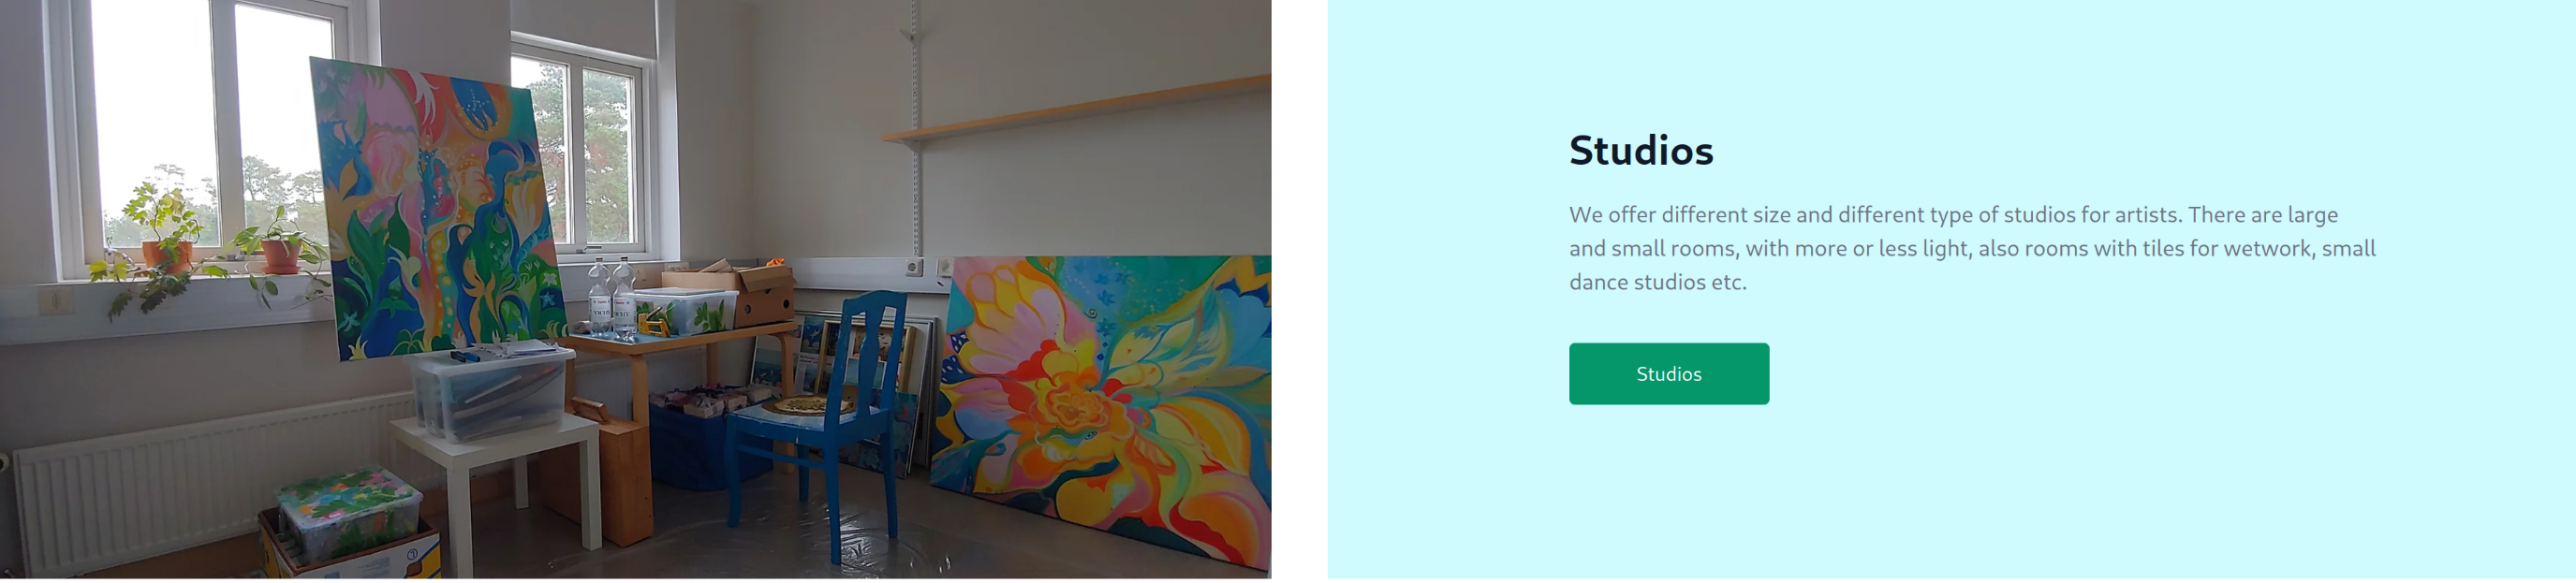 Studios
We offer different size and different type of studios for artists. There are large
and small rooms, with more or less light, also rooms with tiles for wetwork, small
dance studios etc.
Studios